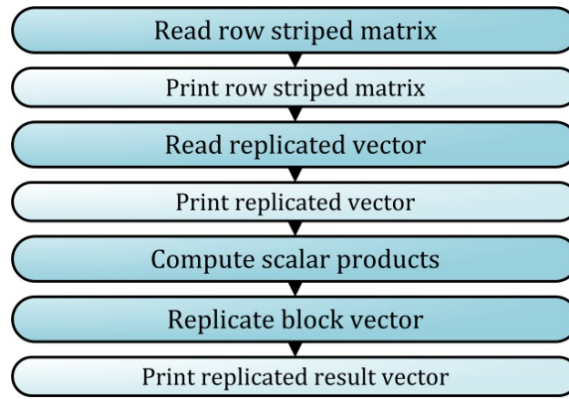 Read row striped matrix
Print row striped matrix
Read replicated vector
Print replicated vector
Compute scalar products
Replicate block vector
Print replicated result vector